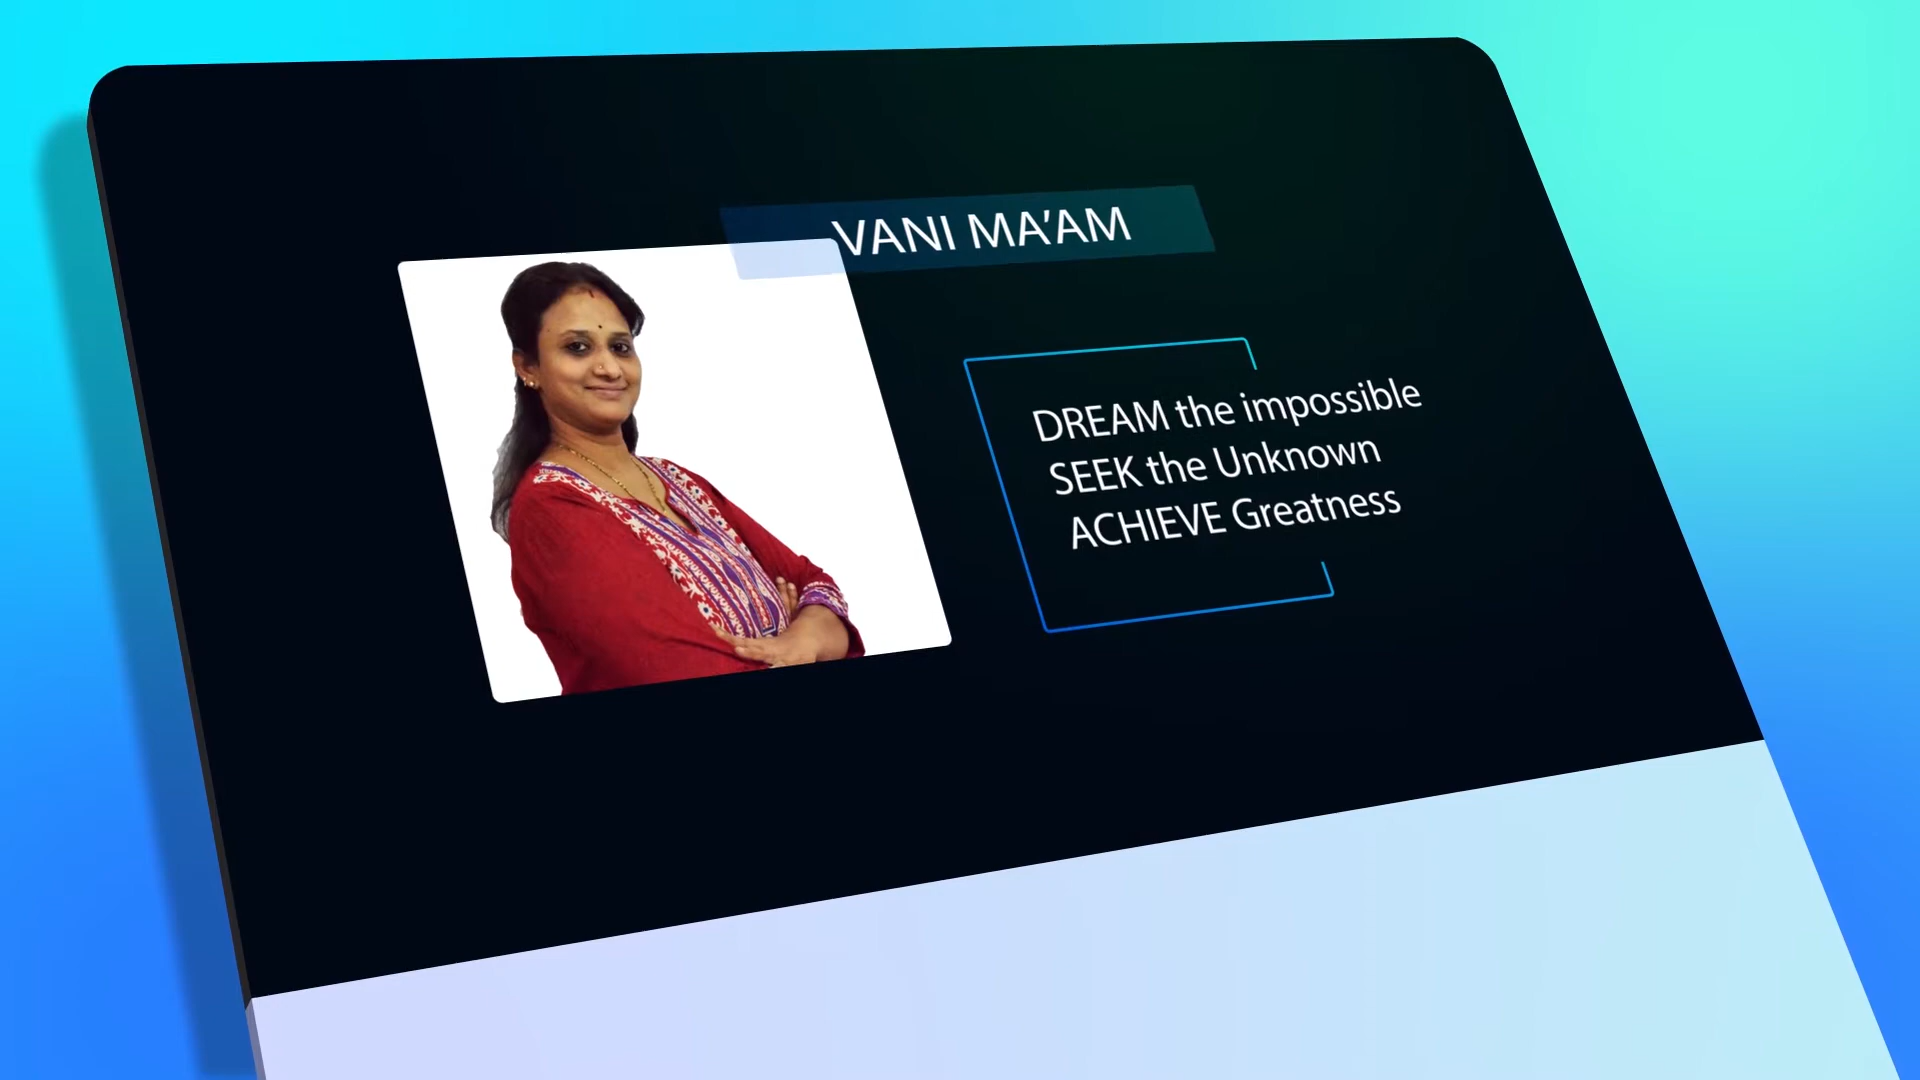 VANI MA’AM
DREAM the impossible
SEEK the Unknown
ACHIEVE Greatness